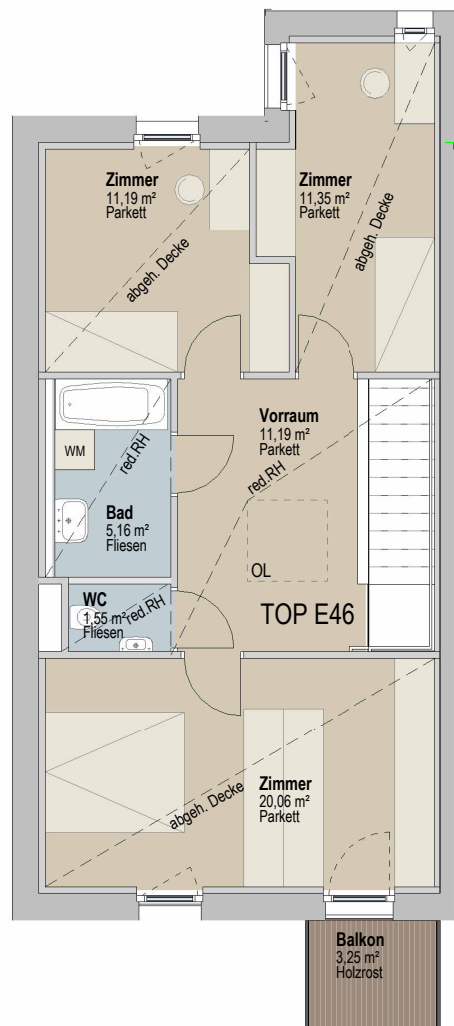 Zimmer
11,19 m²
Parkett
abgeh. Decke
Zimmer
11,35 m²
Parkett
abgeh. Decke
Vorraum
11,19 m²
Parkett
red.RH
WM
red.RH
Bad
5,16 m²
Fliesen
OL
TOP E46
WC
1,55 m²
red.RH
Fliesen
Zimmer
20,06 m²
Parkett
abgeh. Decke
Balkon
3,25 m²
Holzrost